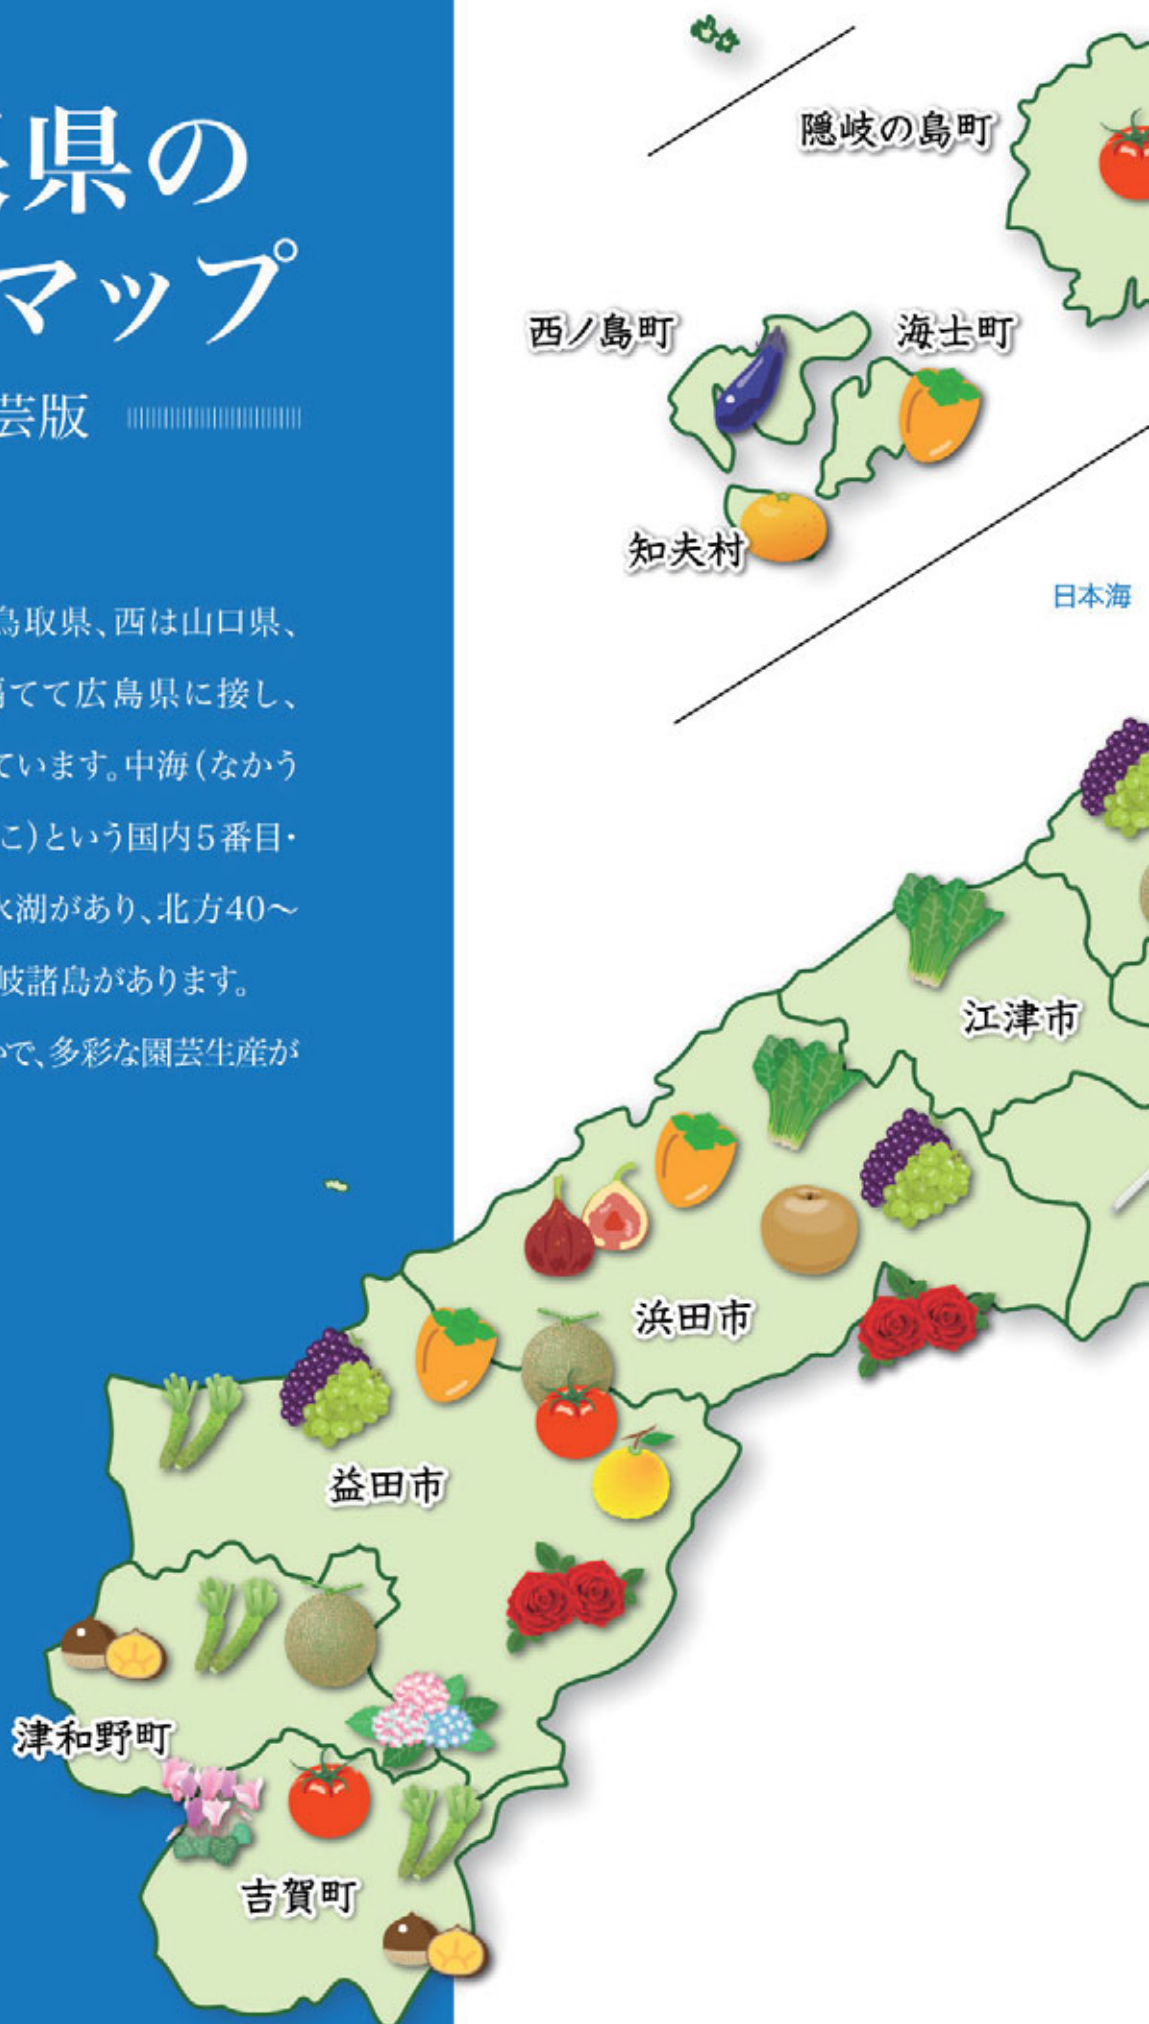 県の
マップ
芸版
鳥取県、西は山口県、
てて広島県に接し、
ています。中海（なかう
こ）という国内5番目・
水湖があり、北方40〜
岐諸島があります。
で、多彩な園芸生産が
隠岐の島町
西ノ島町
海士町
知夫村
日本海
江津市
浜田市
益田市
津和野町
吉賀町